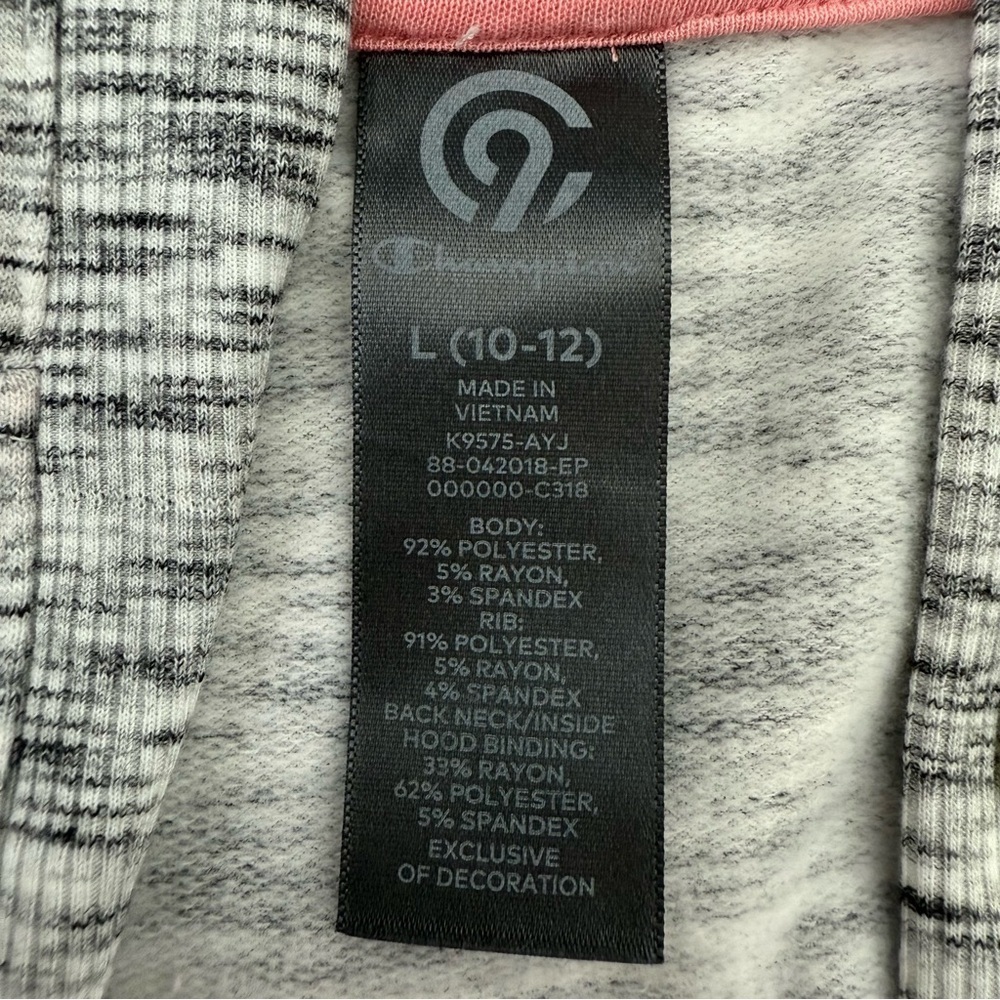 C9
Champion
L (10-12)
MADE IN
VIETNAM
K9575-AYJ
88-042018-EP
000000-C318
BODY:
92% POLYESTER,
5% RAYON,
3% SPANDEX
RIB:
91% POLYESTER,
5% RAYON,
4% SPANDEX
BACK NECK/INSIDE
HOOD BINDING:
33% RAYON,
62% POLYESTER,
5% SPANDEX
EXCLUSIVE
OF DECORATION